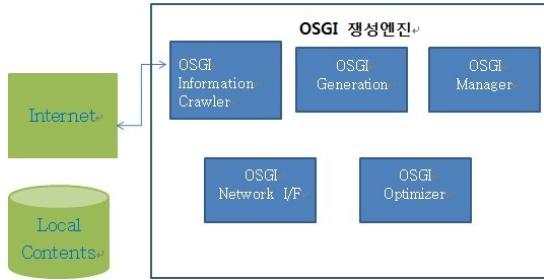 OSGI 쟁성엔진
OSGI
Information
Crawler
OSGI
Generation
OSGI
Manager
Internet
OSGI
Network I/F
OSGI
Optimizer
Local
Contents